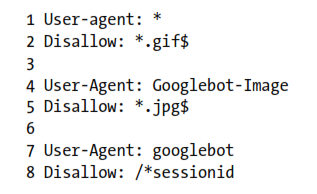 1 User-agent: *
2 Disallow: *.gif$
3
4 User-Agent: Googlebot-Image
5 Disallow: *.jpg$
6
7 User-Agent: googlebot
8 Disallow: /*sessionid